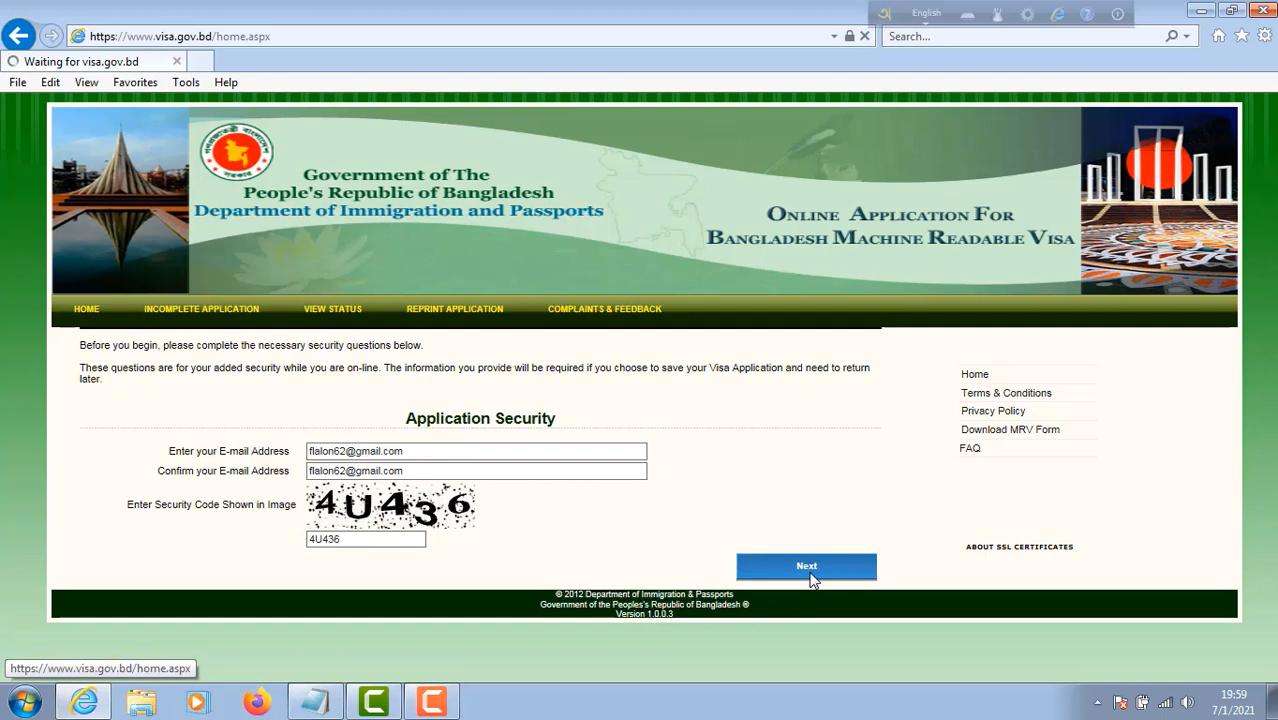 English
https://www.visa.gov.bd/home.aspx
Search...
Waiting for visa.gov.bd
File Edit View Favorites Tools Help
Government of The
People's Republic of Bangladesh
Department of Immigration and Passports
Online Application For
Bangladesh Machine Readable Visa
HOME INCOMPLETE APPLICATION VIEW STATUS REPRINT APPLICATION COMPLAINTS & FEEDBACK
Before you begin, please complete the necessary security questions below.
These questions are for your added security while you are on-line. The information you provide will be required if you choose to save your Visa Application and need to return
later.
Application Security
Enter your E-mail Address flalon62@gmail.com
Confirm your E-mail Address flalon62@gmail.com
Enter Security Code Shown in Image 4U436
4U436
Next
Home
Terms & Conditions
Privacy Policy
Download MRV Form
FAQ
ABOUT SSL CERTIFICATES
© 2012 Department of Immigration & Passports
Government of the Peoples's Republic of Bangladesh ®
Version 1.0.0.3
https://www.visa.gov.bd/home.aspx
19:59
7/1/2021